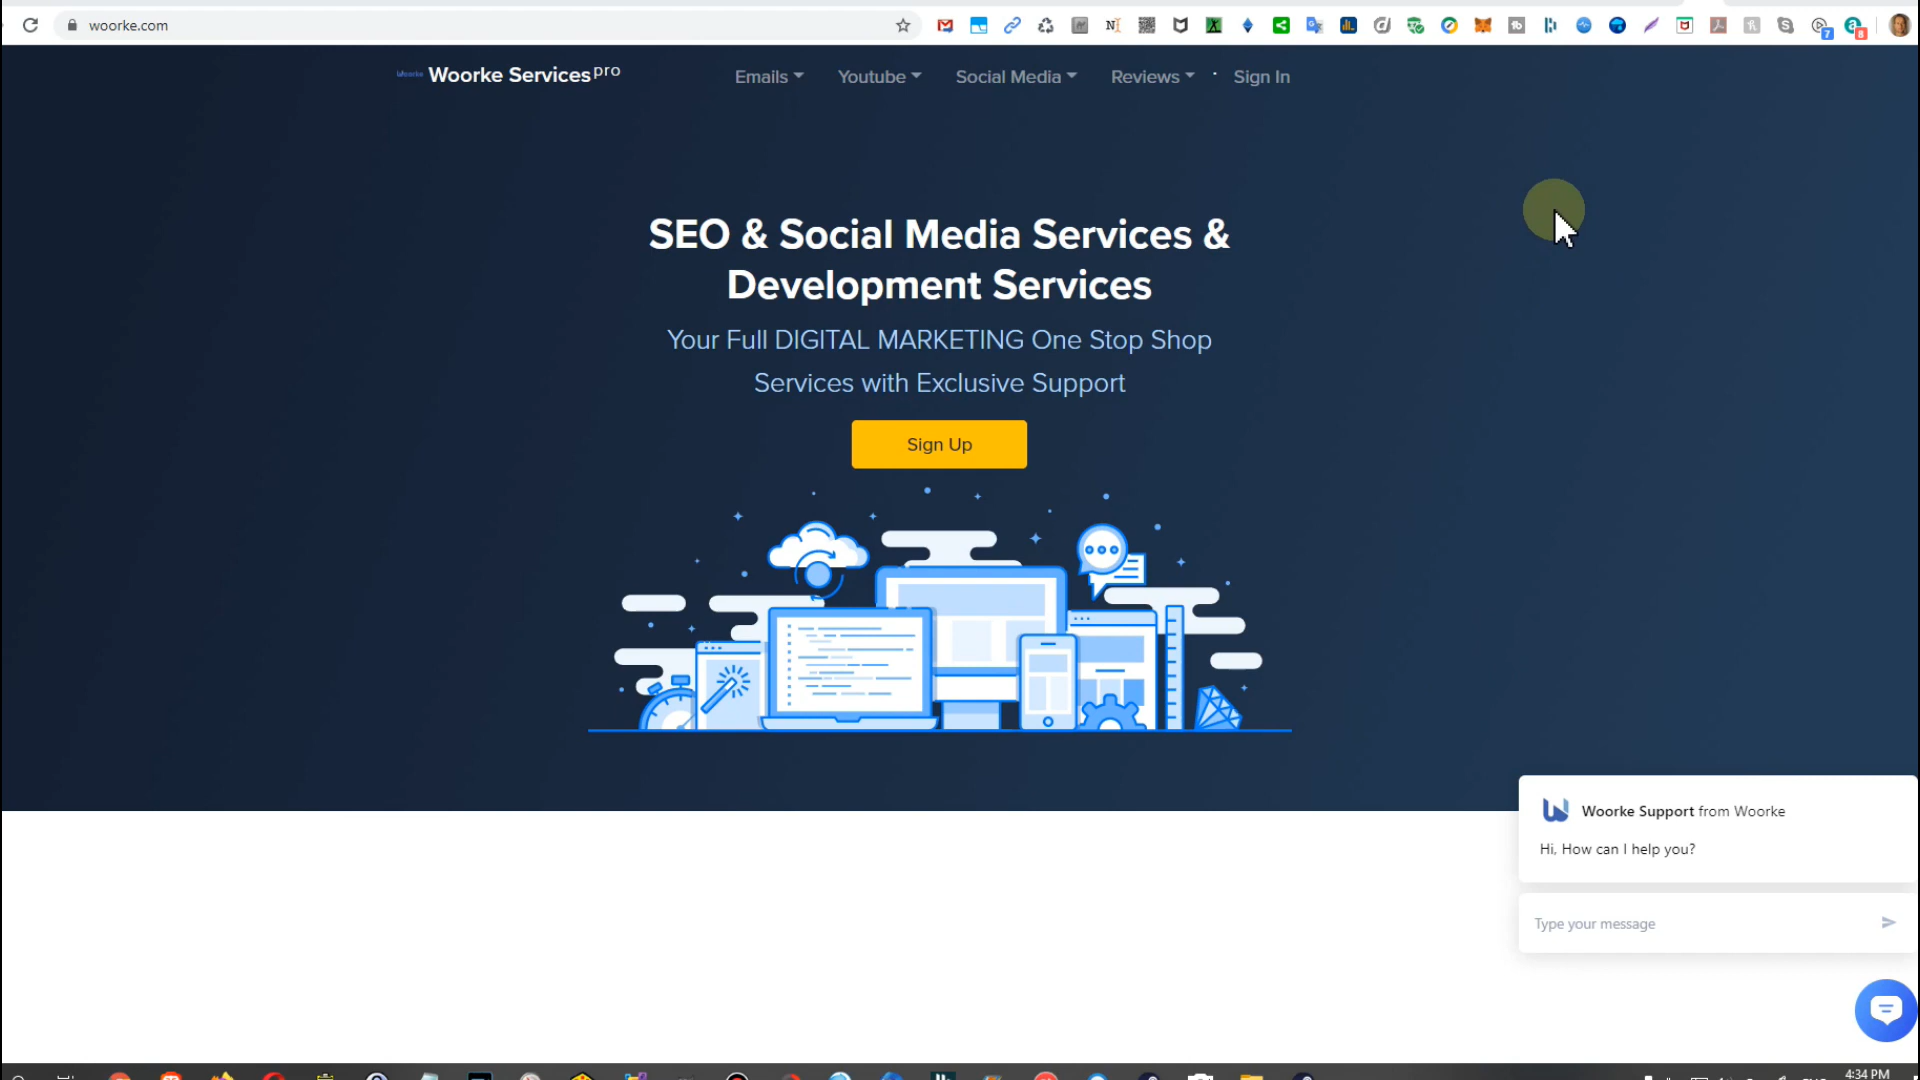 woorke.com
Woorke Services pro
Emails
Youtube
Social Media
Reviews
Sign In
SEO & Social Media Services &
Development Services
Your Full DIGITAL MARKETING One Stop Shop
Services with Exclusive Support
Sign Up
Woorke Support from Woorke
Hi, How can I help you?
Type your message
4:34 PM